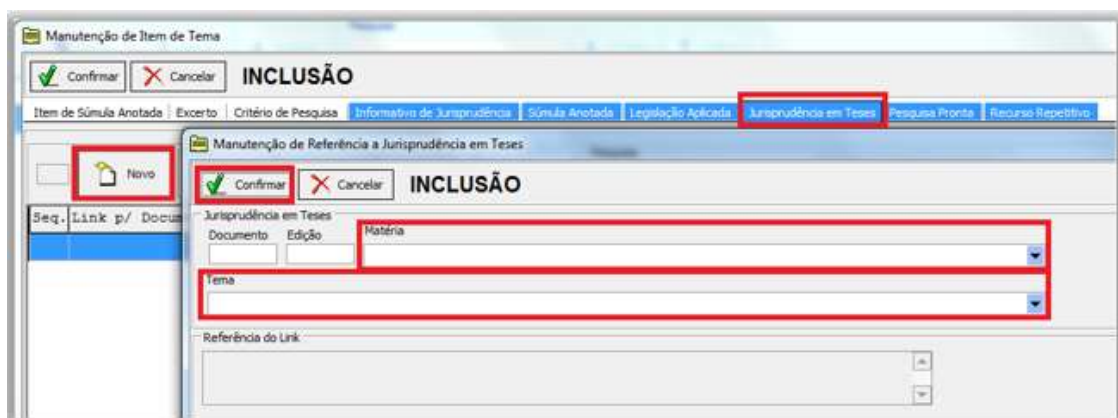 Manutenção de Item de Tema
Confirmar Cancelar INCLUSÃO
Item de Súmula Anotada Excerto Critério de Pesquisa Informativo de Jurisprudência Súmula Anotada Legislação Aplicada Jurisprudência em Teses Pesquisa Pronta Recurso Repetitivo
Novo
Seq. Link p/ Docum
Manutenção de Referência a Jurisprudência em Teses
Confirmar Cancelar INCLUSÃO
Jurisprudência em Teses
Documento Edição Matéria
Tema
Referência do Link